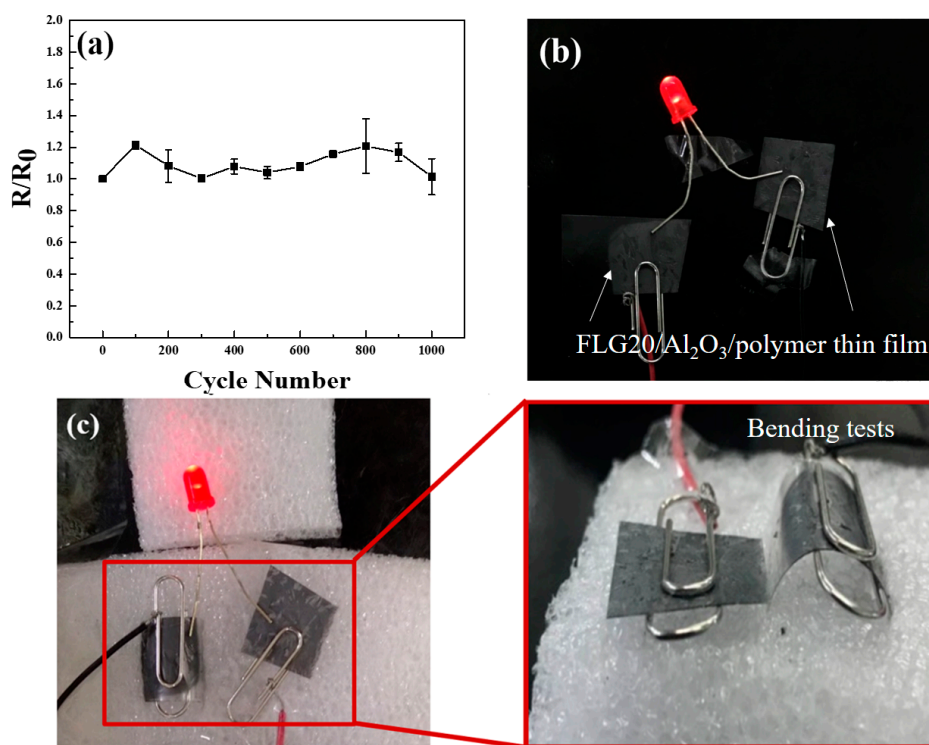 (a)
2.0
1.8
1.6
1.4
1.2
1.0
0.8
0.6
0.4
0.2
0.0
R/R₀
0 200 400 600 800 1000
Cycle Number
(b)
FLG20/Al₂O₃/polymer thin film
(c)
Bending tests